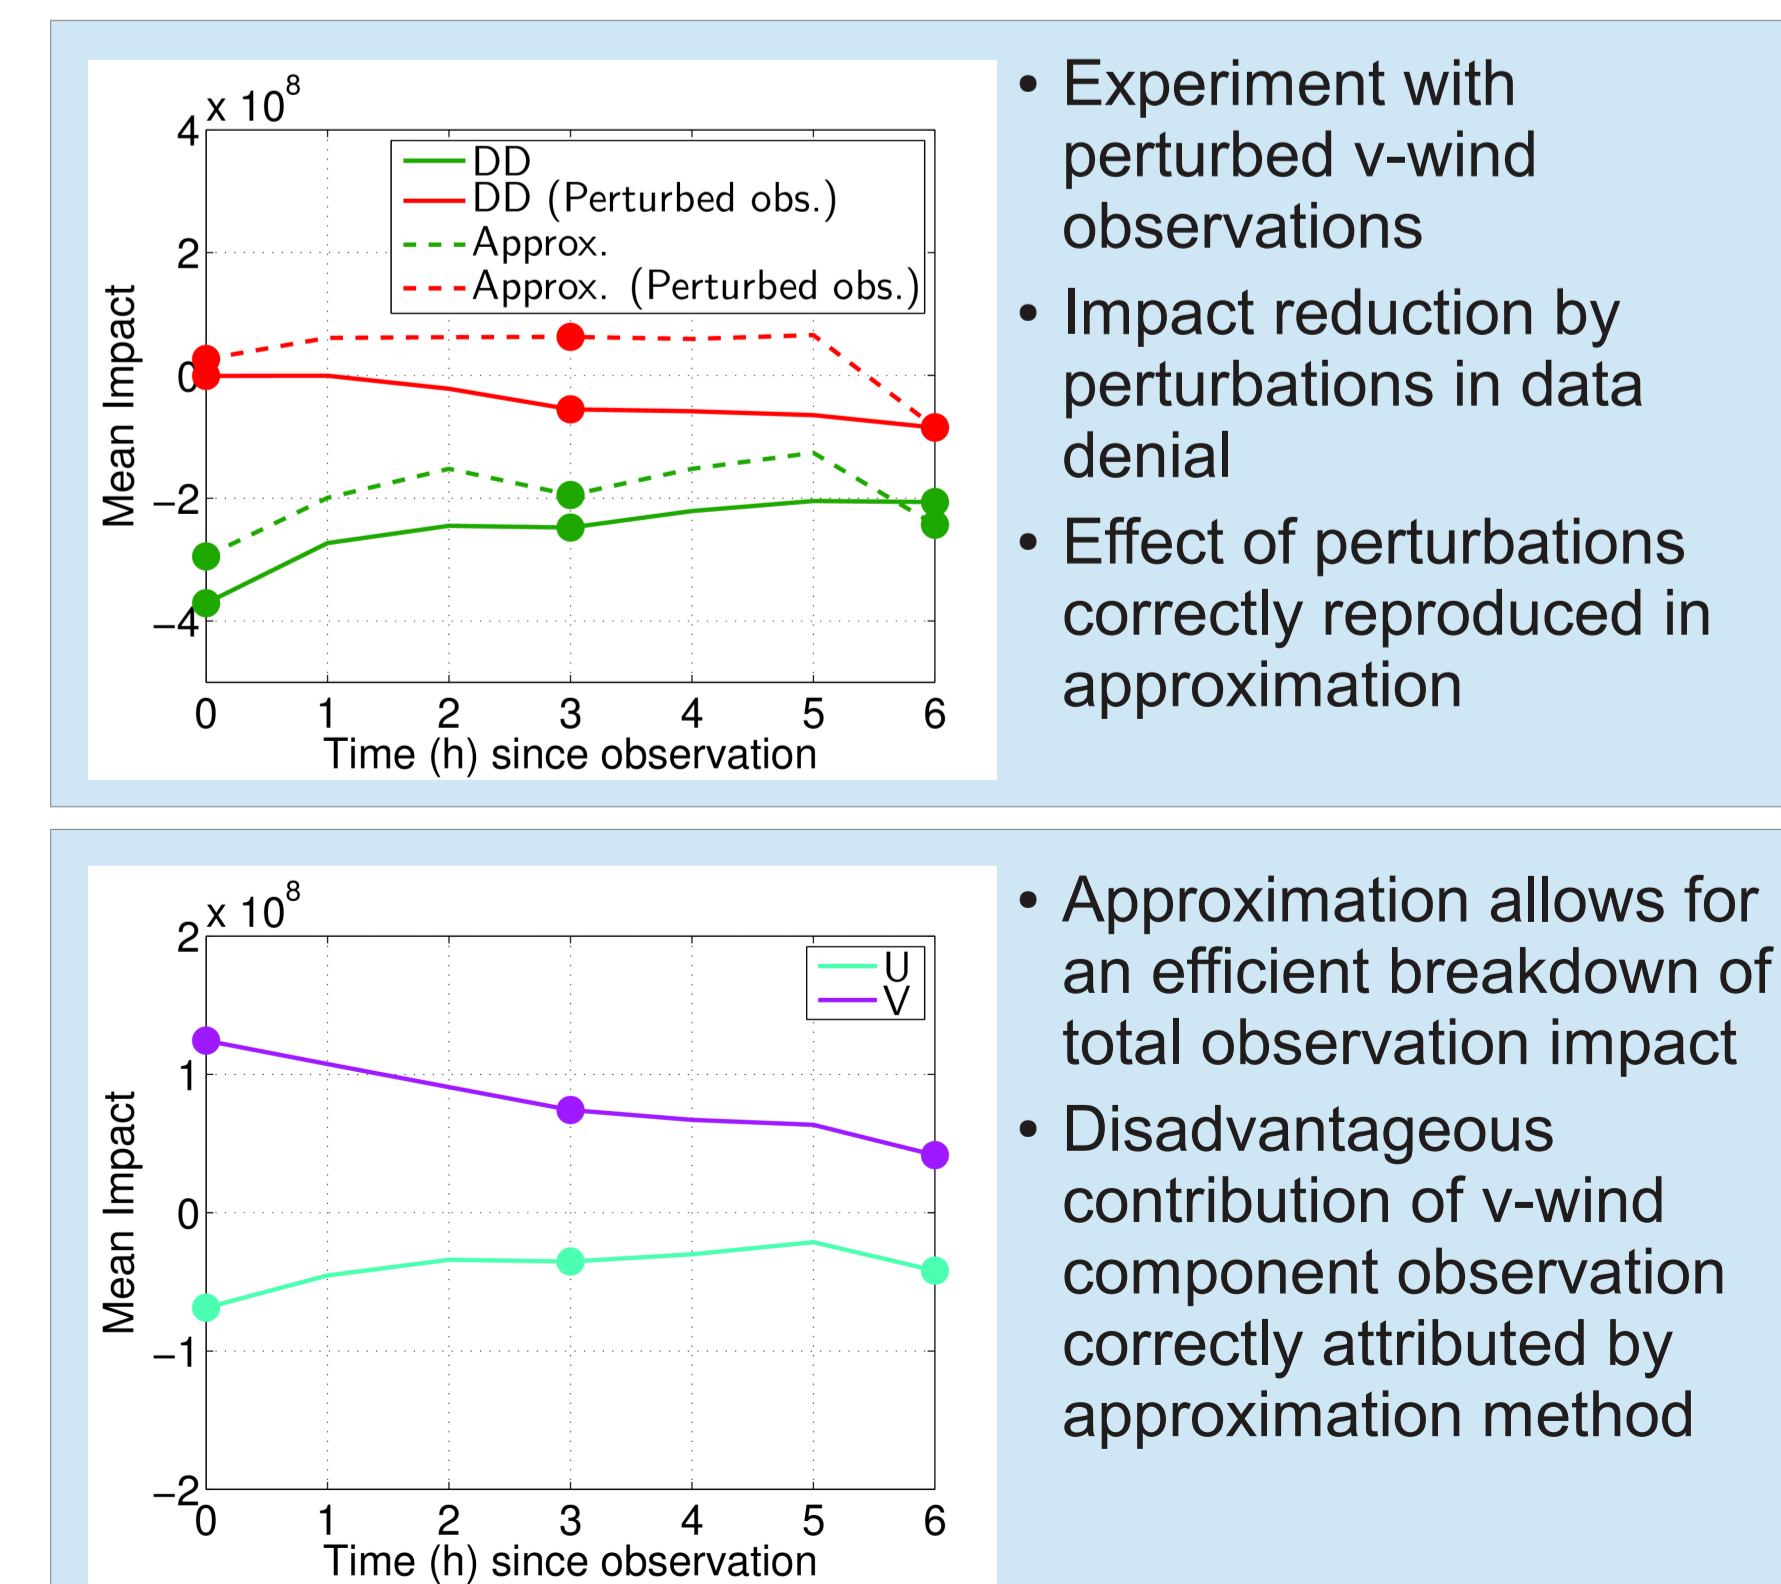 x 10^8
4
2
0
−2
−4
Mean Impact
DD
DD (Perturbed obs.)
Approx.
Approx. (Perturbed obs.)
0 1 2 3 4 5 6
Time (h) since observation
• Experiment with
perturbed v-wind
observations
• Impact reduction by
perturbations in data
denial
• Effect of perturbations
correctly reproduced in
approximation
x 10^8
2
1
0
−1
−2
Mean Impact
U
V
0 1 2 3 4 5 6
Time (h) since observation
• Approximation allows for
an efficient breakdown of
total observation impact
• Disadvantageous
contribution of v-wind
component observation
correctly attributed by
approximation method